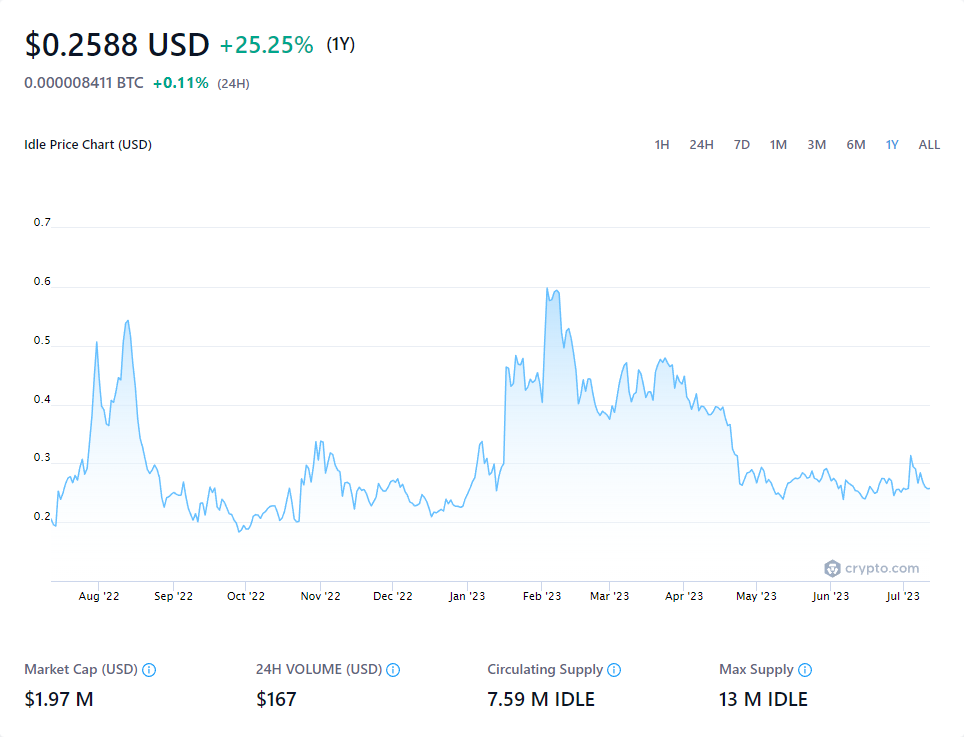 $0.2588 USD +25.25% (1Y)
0.000008411 BTC +0.11% (24H)
Idle Price Chart (USD) 1H 24H 7D 1M 3M 6M 1Y ALL
0.7
0.6
0.5
0.4
0.3
0.2
crypto.com
Aug '22 Sep '22 Oct '22 Nov '22 Dec '22 Jan '23 Feb '23 Mar '23 Apr '23 May '23 Jun '23 Jul '23
Market Cap (USD) 24H VOLUME (USD) Circulating Supply Max Supply
$1.97 M $167 7.59 M IDLE 13 M IDLE